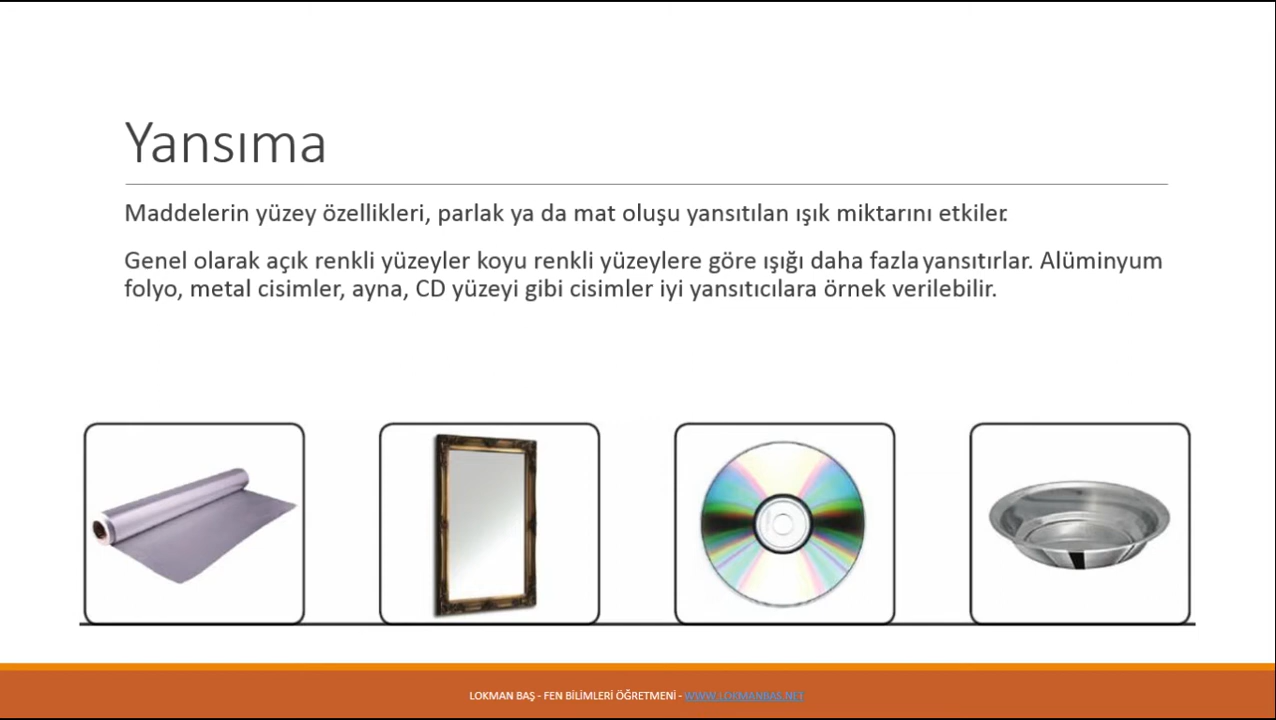 Yansıma
Maddelerin yüzey özellikleri, parlak ya da mat oluşu yansıtılan ışık miktarını etkiler.
Genel olarak açık renkli yüzeyler koyu renkli yüzeylere göre ışığı daha fazla yansıtırlar. Alüminyum
folyo, metal cisimler, ayna, CD yüzeyi gibi cisimler iyi yansıtıcılara örnek verilebilir.
LOKMAN BAŞ - FEN BİLİMLERİ ÖĞRETMENİ - WWW.LOKMANBAS.NET